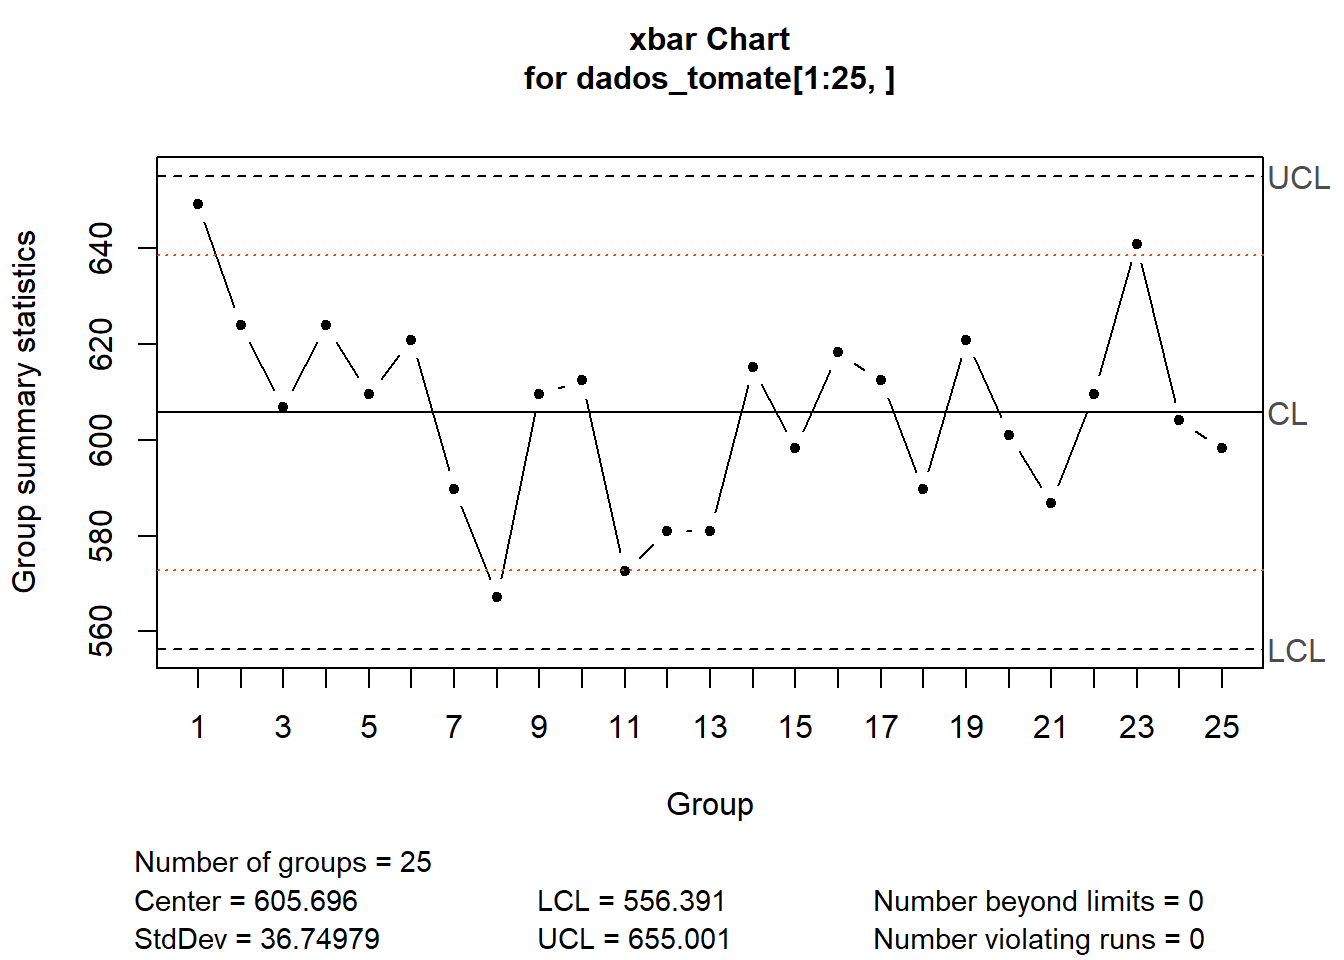 xbar Chart
for dados_tomate[1:25, ]
Group summary statistics
640
620
600
580
560
UCL
CL
LCL
1 3 5 7 9 11 13 15 17 19 21 23 25
Group
Number of groups = 25
Center = 605.696 LCL = 556.391 Number beyond limits = 0
StdDev = 36.74979 UCL = 655.001 Number violating runs = 0